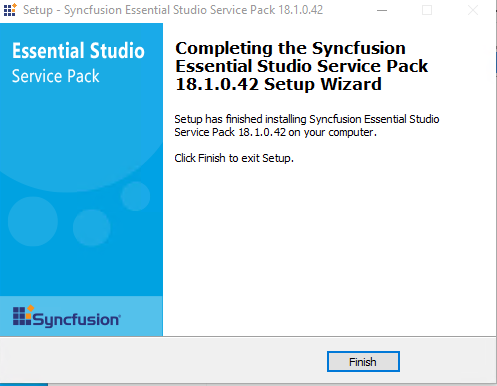 Setup - Syncfusion Essential Studio Service Pack 18.1.0.42
Essential Studio
Service Pack
Completing the Syncfusion
Essential Studio Service Pack
18.1.0.42 Setup Wizard
Setup has finished installing Syncfusion Essential Studio
Service Pack 18.1.0.42 on your computer.
Click Finish to exit Setup.
Syncfusion
Finish